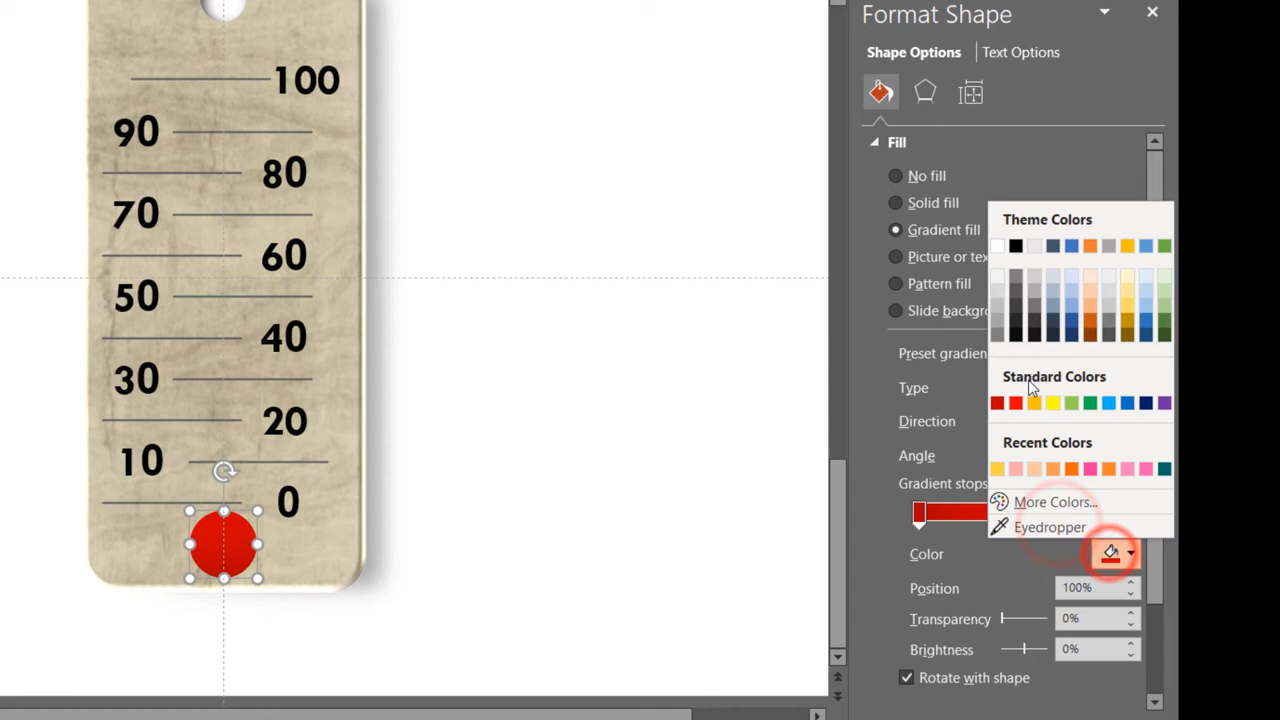 Format Shape
Shape Options
Text Options
Fill
No fill
Solid fill
Gradient fill
Picture or tex
Pattern fill
Slide backgro
Preset gradien
Type
Direction
Angle
Gradient stops
Color
Position
100%
Transparency
0%
Brightness
0%
Rotate with shape
Theme Colors
Standard Colors
Recent Colors
More Colors...
Eyedropper
100
90
80
70
60
50
40
30
20
10
0